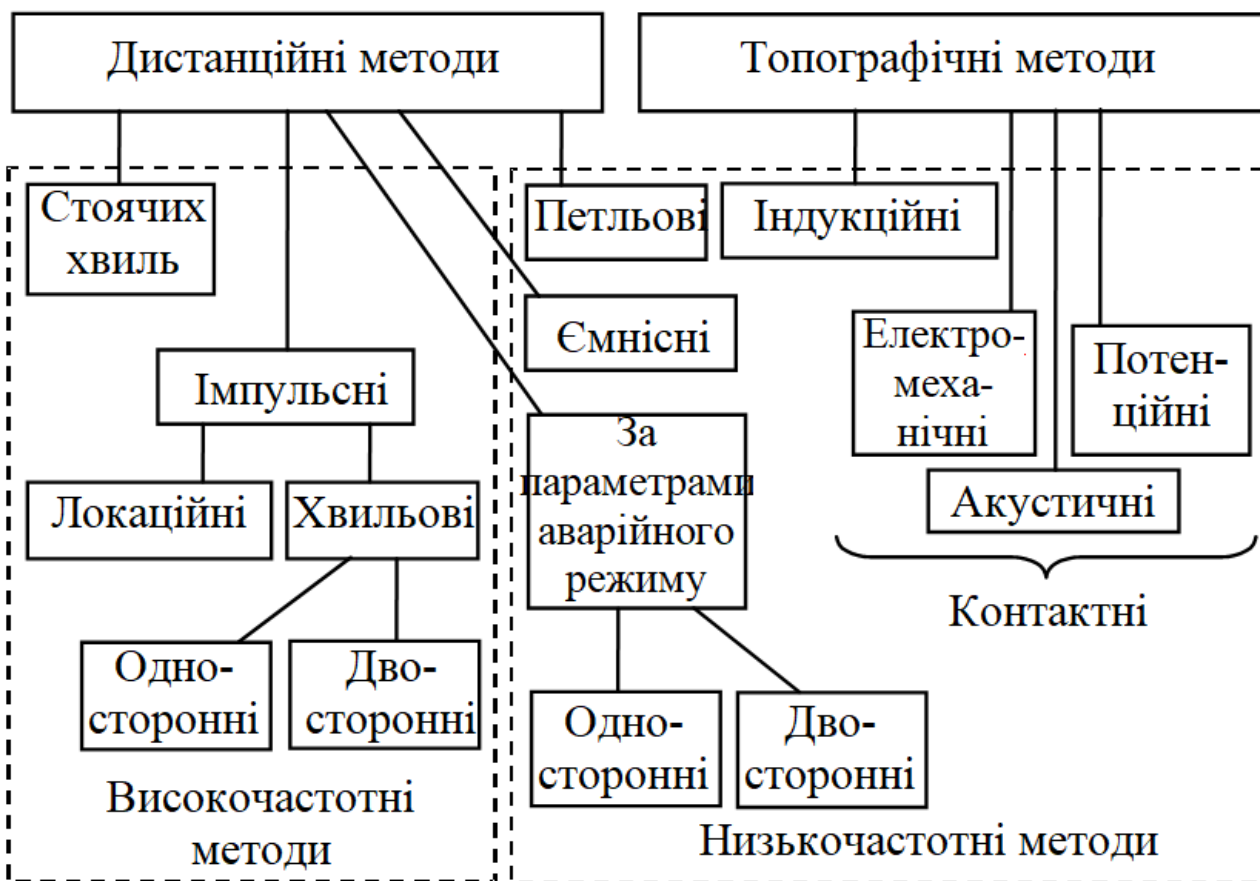 Дистанційні методи
Топографічні методи
Стоячих
хвиль
Петльові
Індукційні
Ємнісні
Імпульсні
Електро-
меха-
нічні
Потен-
ційні
За
параметрами
аварійного
режиму
Локаційні
Хвильові
Акустичні
Контактні
Одно-
сторонні
Дво-
сторонні
Одно-
сторонні
Дво-
сторонні
Високочастотні
методи
Низькочастотні методи